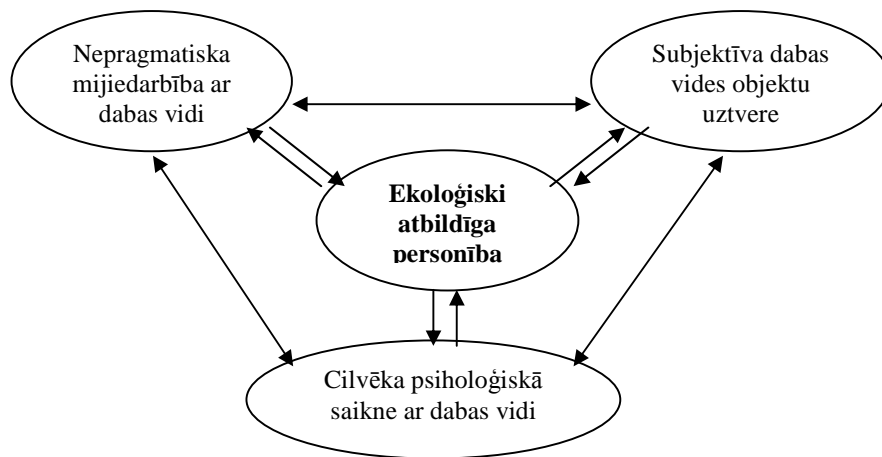 Nepragmatiska
mijiedarbība ar
dabas vidi
Subjektīva dabas
vides objektu
uztvere
Ekoloģiski
atbildīga
personība
Cilvēka psiholoģiskā
saikne ar dabas vidi